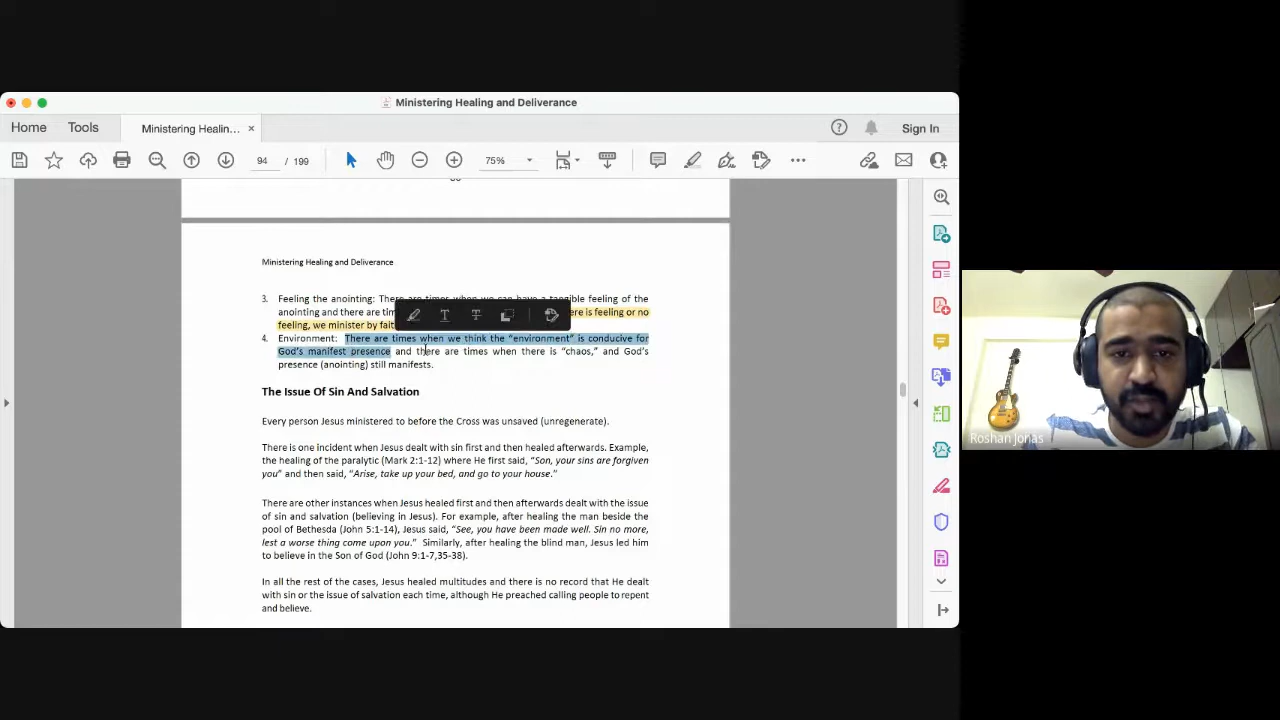 Ministering Healing and Deliverance
Home
Tools
Ministering Healin...
Sign In
94 / 199
75%
Ministering Healing and Deliverance
3. Feeling the anointing: There are times when we can have a tangible feeling of the
anointing and there are tim ere is feeling or no
feeling, we minister by fait
4. Environment: There are times when we think the “environment” is conducive for
God’s manifest presence and there are times when there is “chaos,” and God’s
presence (anointing) still manifests.
The Issue Of Sin And Salvation
Every person Jesus ministered to before the Cross was unsaved (unregenerate).
There is one incident when Jesus dealt with sin first and then healed afterwards. Example,
the healing of the paralytic (Mark 2:1-12) where He first said, “Son, your sins are forgiven
you” and then said, “Arise, take up your bed, and go to your house.”
There are other instances when Jesus healed first and then afterwards dealt with the issue
of sin and salvation (believing in Jesus). For example, after healing the man beside the
pool of Bethesda (John 5:1-14), Jesus said, “See, you have been made well. Sin no more,
lest a worse thing come upon you.” Similarly, after healing the blind man, Jesus led him
to believe in the Son of God (John 9:1-7,35-38).
In all the rest of the cases, Jesus healed multitudes and there is no record that He dealt
with sin or the issue of salvation each time, although He preached calling people to repent
and believe.
Roshan Jonas